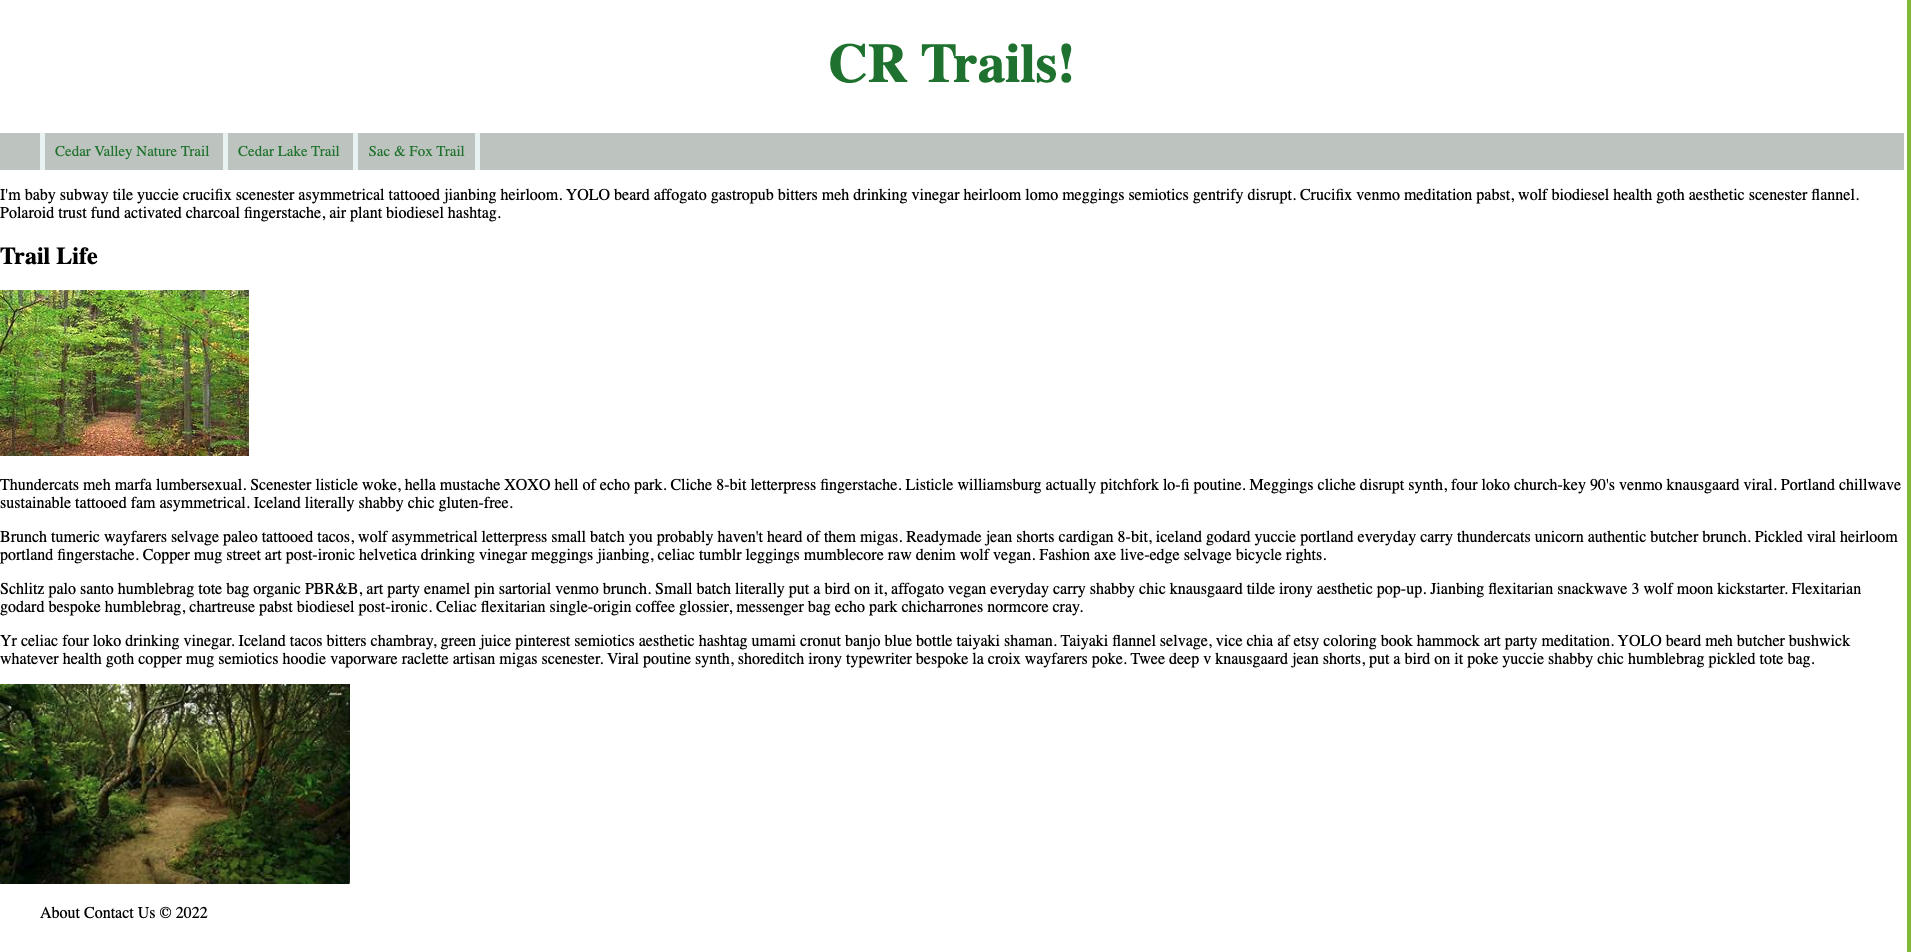 CR Trails!
Cedar Valley Nature Trail Cedar Lake Trail Sac & Fox Trail
I'm baby subway tile yuccie crucifix scenester asymmetrical tattooed jianbing heirloom. YOLO beard affogato gastropub bitters meh drinking vinegar heirloom lomo meggings semiotics gentrify disrupt. Crucifix venmo meditation pabst, wolf biodiesel health goth aesthetic scenester flannel.
Polaroid trust fund activated charcoal fingerstache, air plant biodiesel hashtag.
Trail Life
Thundercats meh marfa lumbersexual. Scenester listicle woke, hella mustache XOXO hell of echo park. Cliche 8-bit letterpress fingerstache. Listicle williamsburg actually pitchfork lo-fi poutine. Meggings cliche disrupt synth, four loko church-key 90's venmo knausgaard viral. Portland chillwave
sustainable tattooed fam asymmetrical. Iceland literally shabby chic gluten-free.
Brunch tumeric wayfarers selvage paleo tattooed tacos, wolf asymmetrical letterpress small batch you probably haven't heard of them migas. Readymade jean shorts cardigan 8-bit, iceland godard yuccie portland everyday carry thundercats unicorn authentic butcher brunch. Pickled viral heirloom
portland fingerstache. Copper mug street art post-ironic helvetica drinking vinegar meggings jianbing, celiac tumblr leggings mumblecore raw denim wolf vegan. Fashion axe live-edge selvage bicycle rights.
Schlitz palo santo humblebrag tote bag organic PBR&B, art party enamel pin sartorial venmo brunch. Small batch literally put a bird on it, affogato vegan everyday carry shabby chic knausgaard tilde irony aesthetic pop-up. Jianbing flexitarian snackwave 3 wolf moon kickstarter. Flexitarian
godard bespoke humblebrag, chartreuse pabst biodiesel post-ironic. Celiac flexitarian single-origin coffee glossier, messenger bag echo park chicharrones normcore cray.
Yr celiac four loko drinking vinegar. Iceland tacos bitters chambray, green juice pinterest semiotics aesthetic hashtag umami cronut banjo blue bottle taiyaki shaman. Taiyaki flannel selvage, vice chia af etsy coloring book hammock art party meditation. YOLO beard meh butcher bushwick
whatever health goth copper mug semiotics hoodie vaporware raclette artisan migas scenester. Viral poutine synth, shoreditch irony typewriter bespoke la croix wayfarers poke. Twee deep v knausgaard jean shorts, put a bird on it poke yuccie shabby chic humblebrag pickled tote bag.
About Contact Us © 2022